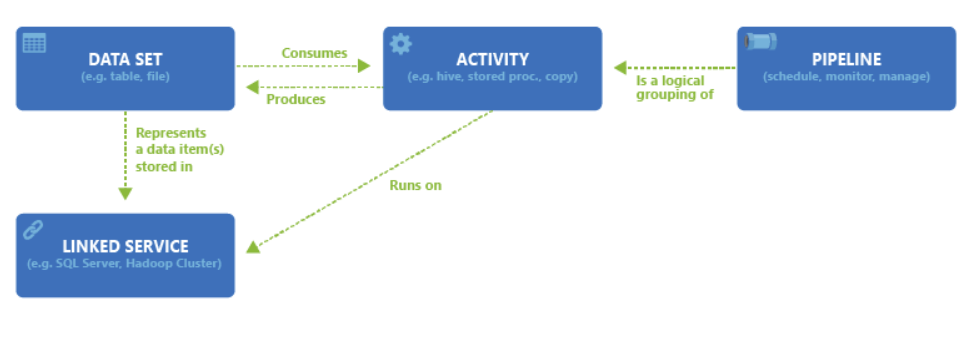 DATA SET
(e.g. table, file)
Consumes
Produces
ACTIVITY
(e.g. hive, stored proc., copy)
Is a logical
grouping of
PIPELINE
(schedule, monitor, manage)
Represents
a data item(s)
stored in
Runs on
LINKED SERVICE
(e.g. SQL Server, Hadoop Cluster)